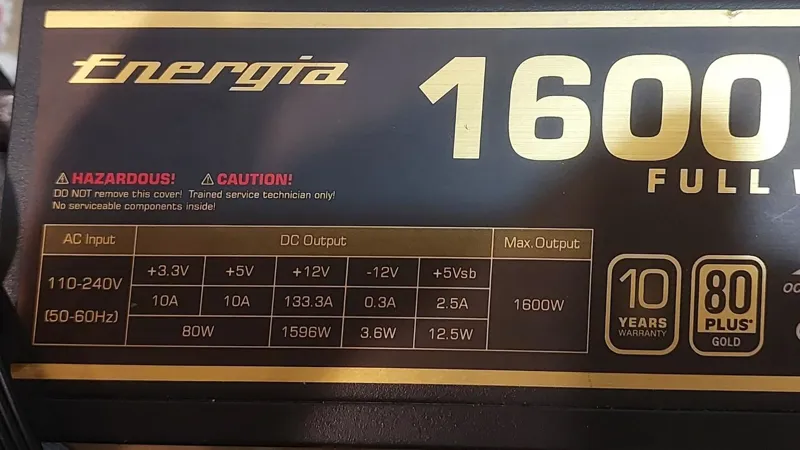 Energia
1600
FULL
HAZARDOUS! CAUTION!
DO NOT remove this cover! Trained service technician only!
No serviceable components inside!
AC Input DC Output Max. Output
110-240V +3.3V +5V +12V -12V +5Vsb 1600W
(50-60Hz) 10A 10A 133.3A 0.3A 2.5A
80W 1596W 3.6W 12.5W
10
YEARS
WARRANTY
80
PLUS
GOLD